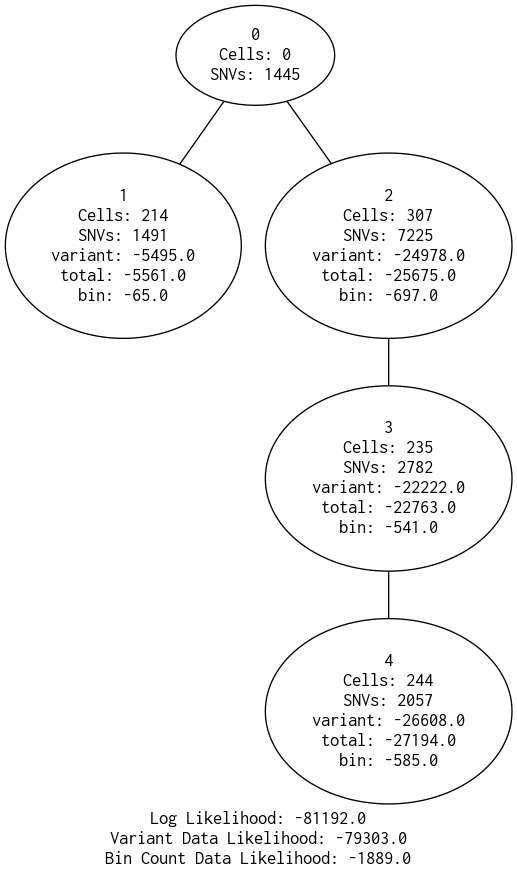 0
Cells: 0
SNVs: 1445
1
Cells: 214
SNVs: 1491
variant: -5495.0
total: -5561.0
bin: -65.0
2
Cells: 307
SNVs: 7225
variant: -24978.0
total: -25675.0
bin: -697.0
3
Cells: 235
SNVs: 2782
variant: -22222.0
total: -22763.0
bin: -541.0
4
Cells: 244
SNVs: 2057
variant: -26608.0
total: -27194.0
bin: -585.0
Log Likelihood: -81192.0
Variant Data Likelihood: -79303.0
Bin Count Data Likelihood: -1889.0